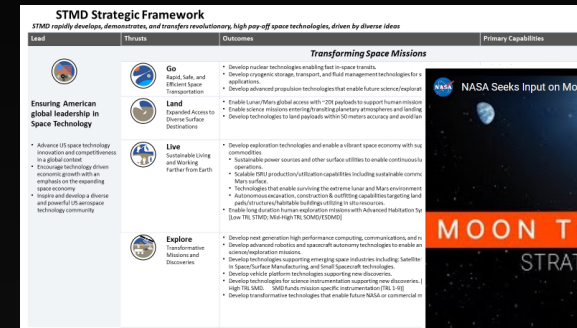 STMD Strategic Framework
STMD rapidly develops, demonstrates, and transfers revolutionary, high pay-off space technologies, driven by diverse ideas
Lead
Thrusts
Outcomes
Primary Capabilities
Transforming Space Missions
Ensuring American
global leadership in
Space Technology
• Advance US space technology
innovation and competitiveness
in a global context
• Encourage technology driven
economic growth with an
emphasis on the expanding
space economy
• Inspire and develop a diverse
and powerful US aerospace
technology community
Go
Rapid, Safe, and
Efficient Space
Transportation
• Develop nuclear technologies enabling fast in-space transits.
• Develop cryogenic storage, transport, and fluid management technologies for s
applications.
• Develop advanced propulsion technologies that enable future science/explorat
Land
Expanded Access to
Diverse Surface
Destinations
• Enable Lunar/Mars global access with ~20t payloads to support human mission
• Enable science missions entering/transiting planetary atmospheres and landing
• Develop technologies to land payloads within 50 meters accuracy and avoid lan
Live
Sustainable Living
and Working
Farther from Earth
• Develop exploration technologies and enable a vibrant space economy with sup
commodities
• Sustainable power sources and other surface utilities to enable continuous lu
operations.
• Scalable ISRU production/utilization capabilities including sustainable commo
Mars surface.
• Technologies that enable surviving the extreme lunar and Mars environment
• Autonomous excavation, construction & outfitting capabilities targeting land
pads/structures/habitable buildings utilizing in situ resources.
• Enable long duration human exploration missions with Advanced Habitation Sy
[Low TRL STMD; Mid-High TRL SOMD/ESDMD]
Explore
Transformative
Missions and
Discoveries
• Develop next generation high performance computing, communications, and n
• Develop advanced robotics and spacecraft autonomy technologies to enable an
science/exploration missions.
• Develop technologies supporting emerging space industries including: Satellite
in Space/Surface Manufacturing, and Small Spacecraft technologies.
• Develop vehicle platform technologies supporting new discoveries.
• Develop technologies for science instrumentation supporting new discoveries. [
High TRL SMD. SMD funds mission specific instrumentation (TRL 1-9)]
• Develop transformative technologies that enable future NASA or commercial m
NASA
NASA Seeks Input on Mo
MOON T
STRA